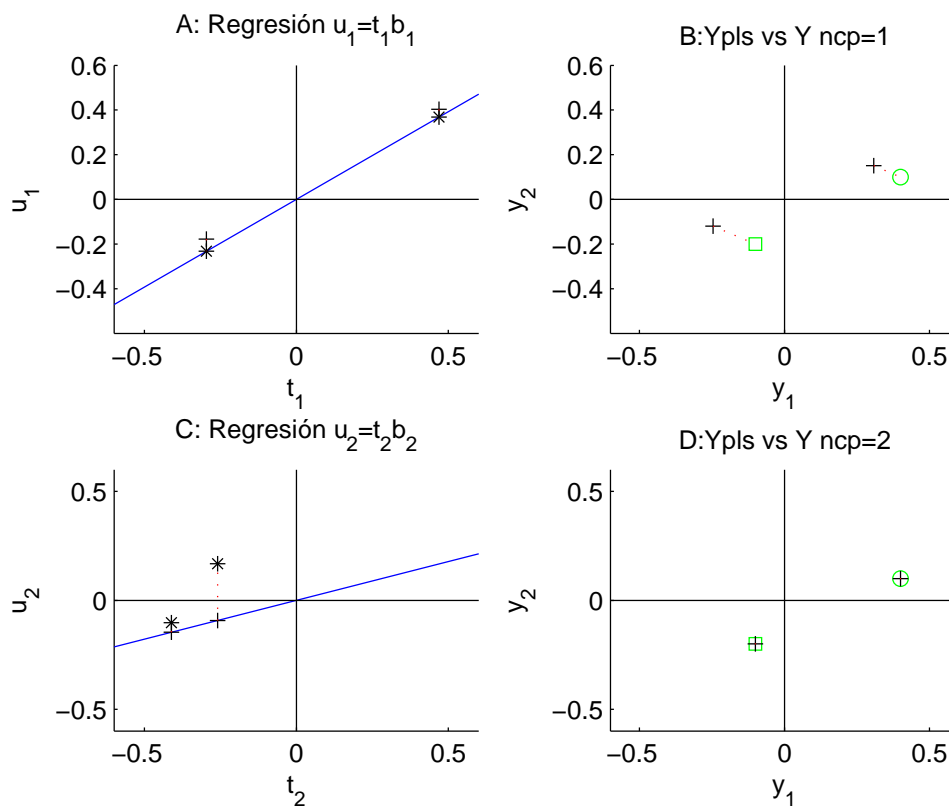 A: Regresión u1=t1b1
0.6
0.4
0.2
0
−0.2
−0.4
u1
−0.5
0
0.5
t1
B:Ypls vs Y ncp=1
0.6
0.4
0.2
0
−0.2
−0.4
y2
−0.5
0
0.5
y1
C: Regresión u2=t2b2
0.5
0
−0.5
u2
−0.5
0
0.5
t2
D:Ypls vs Y ncp=2
0.5
0
−0.5
y2
−0.5
0
0.5
y1